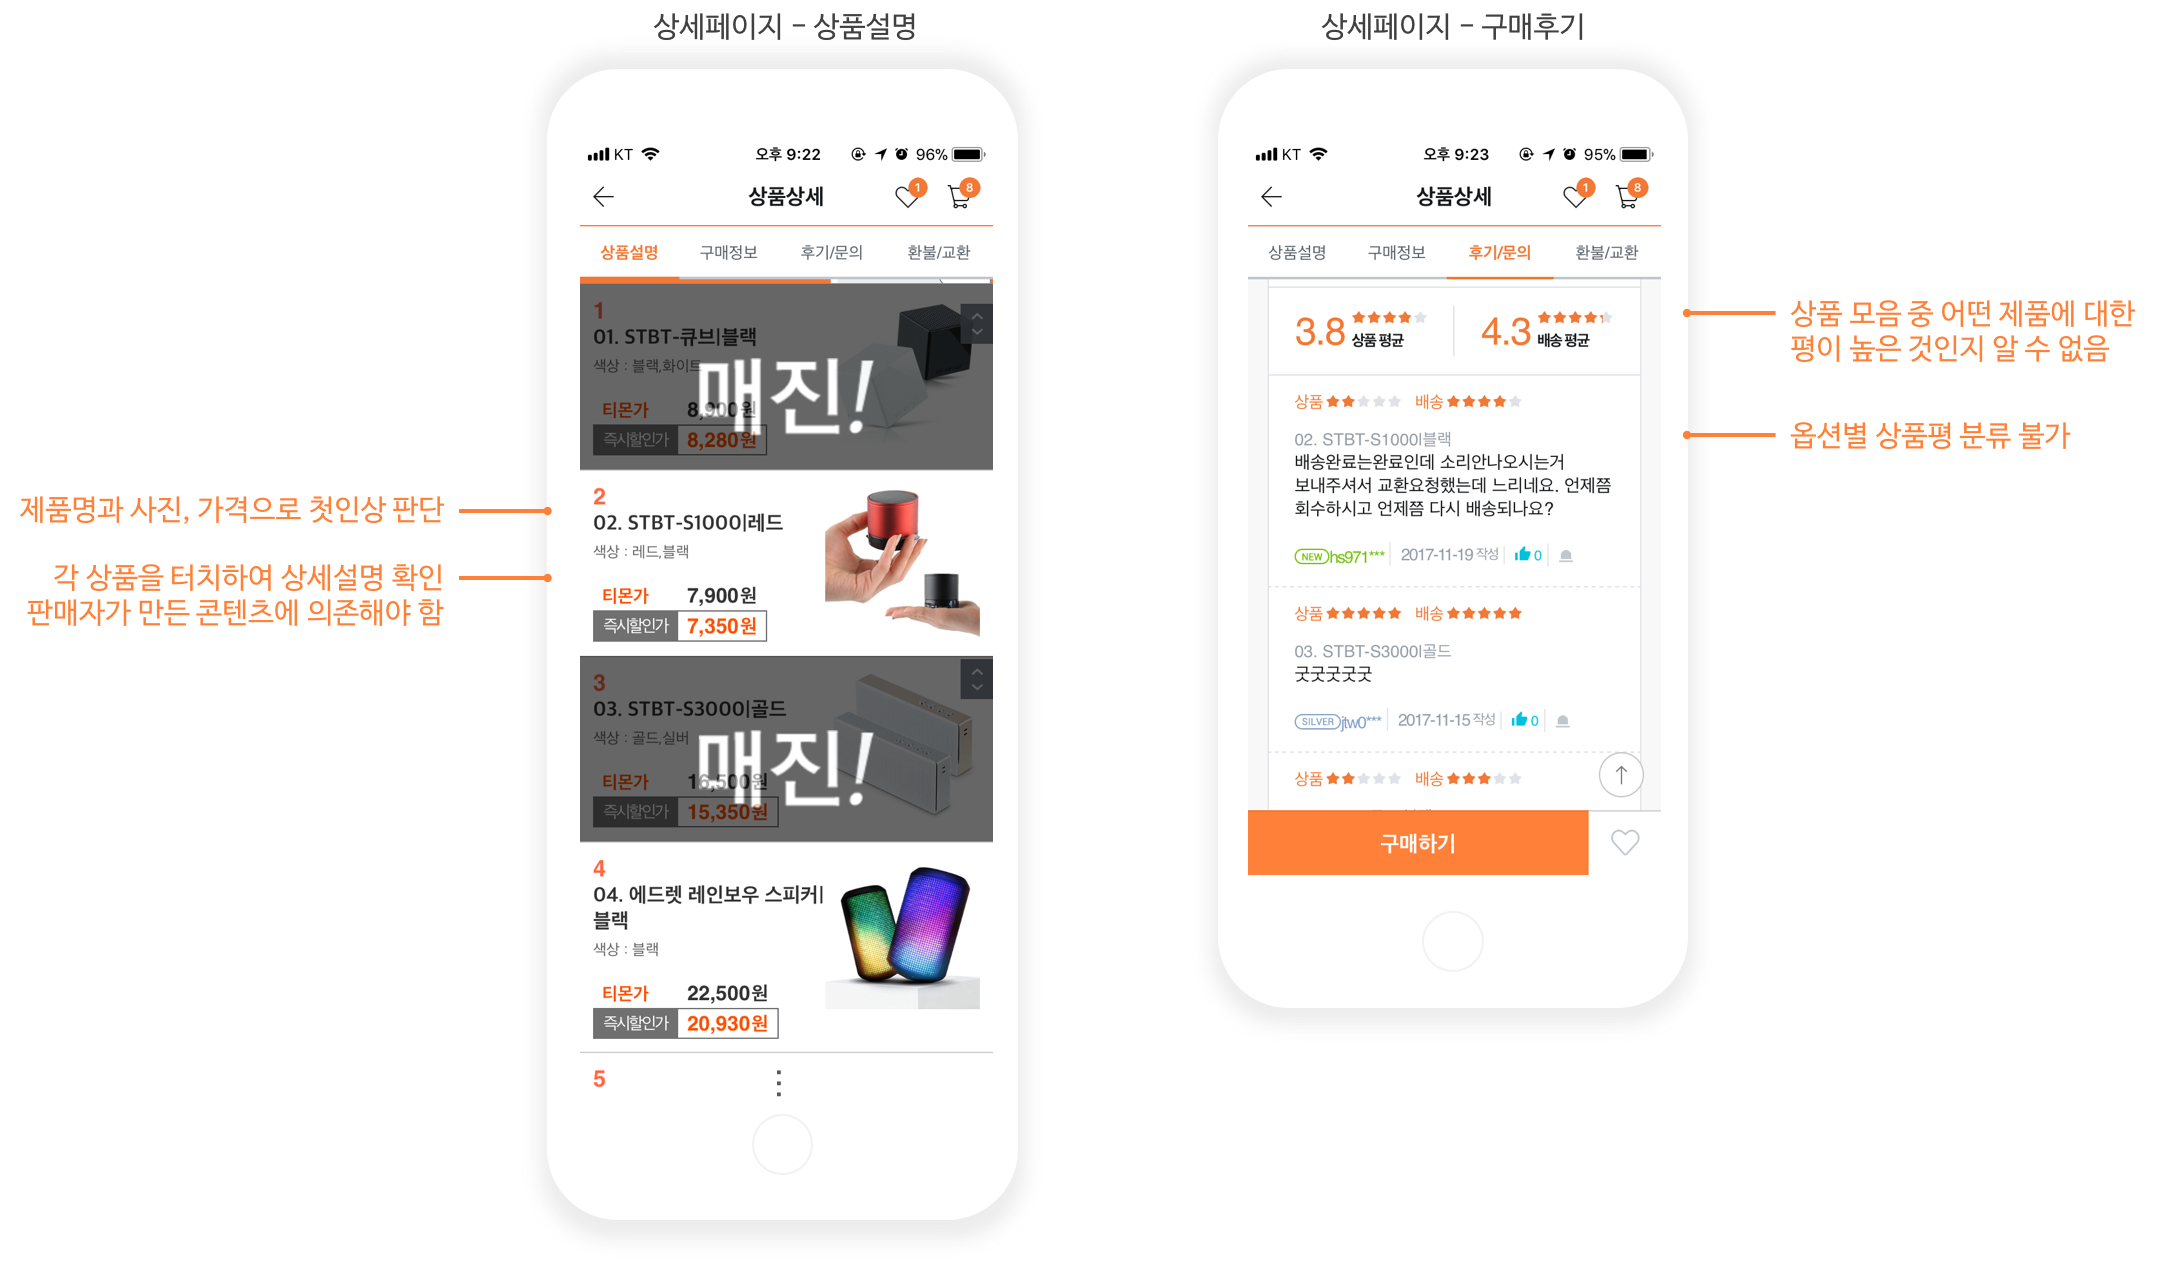 상세페이지 - 상품설명
KT 오후 9:22 96%
상품상세
1 8
상품설명 구매정보 후기/문의 환불/교환
1
01. STBT-큐브|블랙
색상 : 블랙,화이트
매진!
티몬가 8,900원
즉시할인가 8,280원
2
02. STBT-S1000|레드
색상 : 레드,블랙
티몬가 7,900원
즉시할인가 7,350원
3
03. STBT-S3000|골드
색상 : 골드,실버
매진!
티몬가 16,500원
즉시할인가 15,350원
4
04. 에드렛 레인보우 스피커|
블랙
색상 : 블랙
티몬가 22,500원
즉시할인가 20,930원
5
제품명과 사진, 가격으로 첫인상 판단
각 상품을 터치하여 상세설명 확인
판매자가 만든 콘텐츠에 의존해야 함
상세페이지 - 구매후기
KT 오후 9:23 95%
상품상세
1 8
상품설명 구매정보 후기/문의 환불/교환
3.8 상품 평균 4.3 배송 평균
상품 배송
02. STBT-S1000|블랙
배송완료는완료인데 소리안나오시는거
보내주셔서 교환요청했는데 느리네요. 언제쯤
회수하시고 언제쯤 다시 배송되나요?
NEW hs971*** 2017-11-19 작성 0
상품 배송
03. STBT-S3000|골드
굿굿굿굿굿
SILVER jtw0*** 2017-11-15 작성 0
상품 배송
구매하기
상품 모음 중 어떤 제품에 대한
평이 높은 것인지 알 수 없음
옵션별 상품평 분류 불가